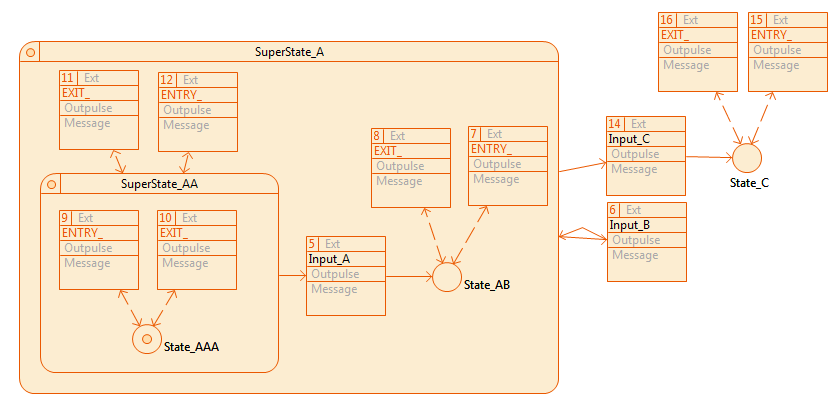 16 Ext
EXIT_
Outpulse
Message
15 Ext
ENTRY_
Outpulse
Message
SuperState_A
11 Ext
EXIT_
Outpulse
Message
12 Ext
ENTRY_
Outpulse
Message
8 Ext
EXIT_
Outpulse
Message
7 Ext
ENTRY_
Outpulse
Message
14 Ext
Input_C
Outpulse
Message
State_C
SuperState_AA
9 Ext
ENTRY_
Outpulse
Message
10 Ext
EXIT_
Outpulse
Message
5 Ext
Input_A
Outpulse
Message
State_AB
6 Ext
Input_B
Outpulse
Message
State_AAA